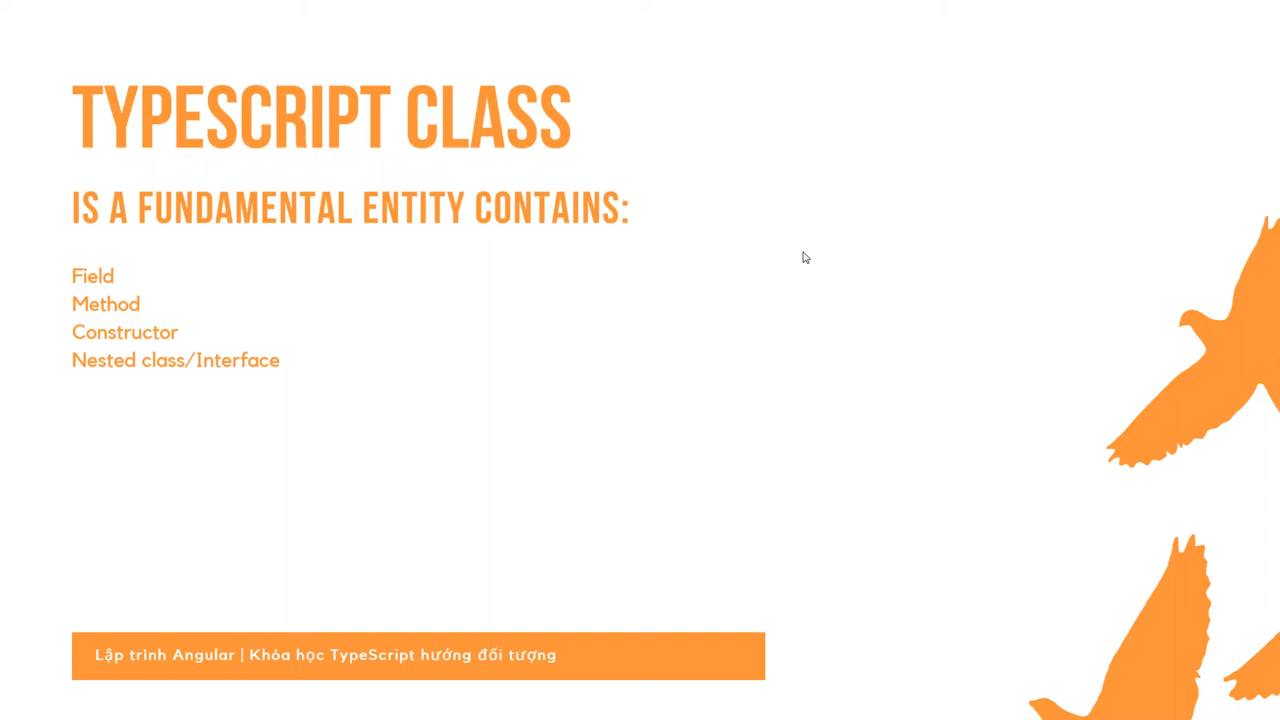 TYPESCRIPT CLASS
IS A FUNDAMENTAL ENTITY CONTAINS:
Field
Method
Constructor
Nested class/Interface
Lập trình Angular | Khóa học TypeScript hướng đối tượng